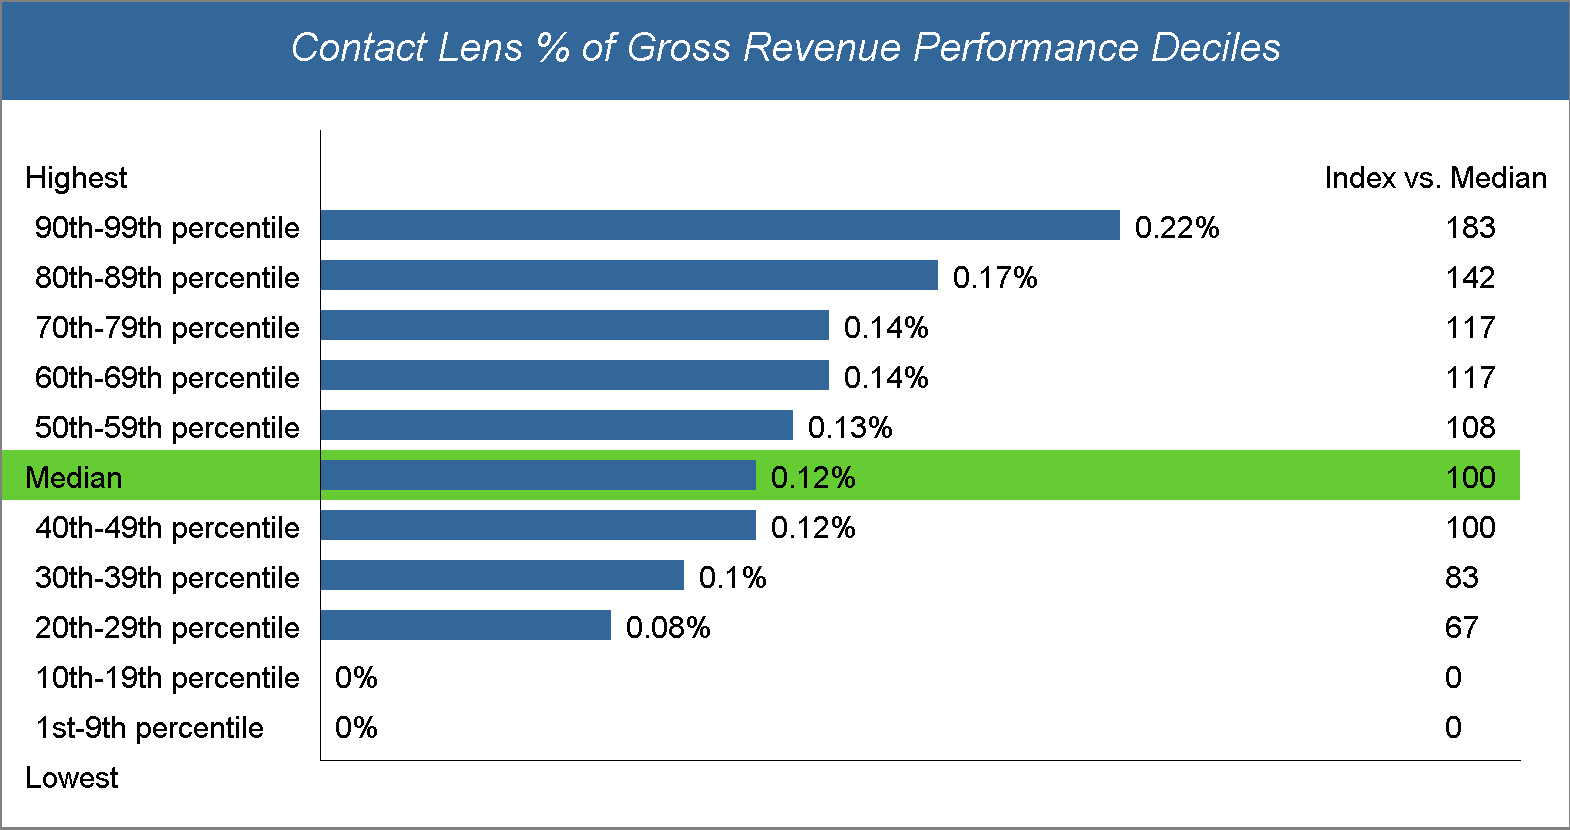 Contact Lens % of Gross Revenue Performance Deciles
Highest Index vs. Median
90th-99th percentile 0.22% 183
80th-89th percentile 0.17% 142
70th-79th percentile 0.14% 117
60th-69th percentile 0.14% 117
50th-59th percentile 0.13% 108
Median 0.12% 100
40th-49th percentile 0.12% 100
30th-39th percentile 0.1% 83
20th-29th percentile 0.08% 67
10th-19th percentile 0% 0
1st-9th percentile 0% 0
Lowest